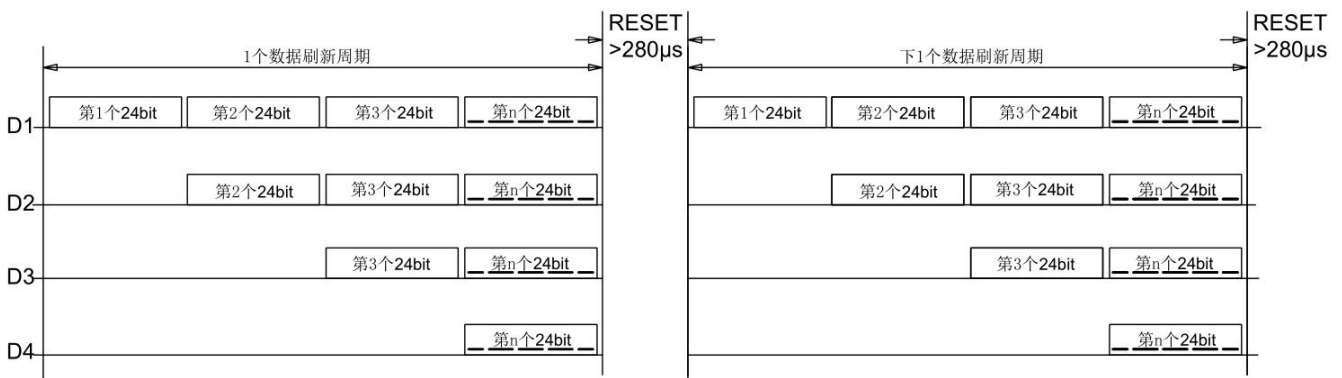 RESET
>280μs
1个数据刷新周期
下1个数据刷新周期
RESET
>280μs
D1 第1个24bit 第2个24bit 第3个24bit 第n个24bit 第1个24bit 第2个24bit 第3个24bit 第n个24bit
D2 第2个24bit 第3个24bit 第n个24bit 第2个24bit 第3个24bit 第n个24bit
D3 第3个24bit 第n个24bit 第3个24bit 第n个24bit
D4 第n个24bit 第n个24bit